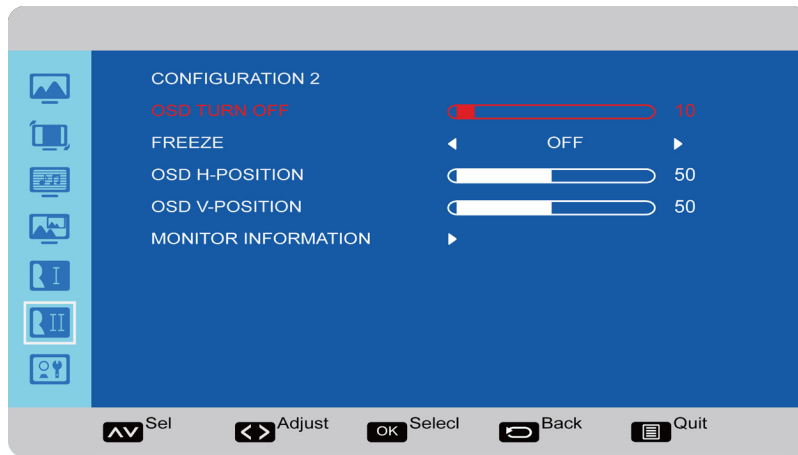 CONFIGURATION 2
OSD TURN OFF 10
FREEZE OFF
OSD H-POSITION 50
OSD V-POSITION 50
MONITOR INFORMATION
I
II
Sel Adjust OK Selecl Back Quit